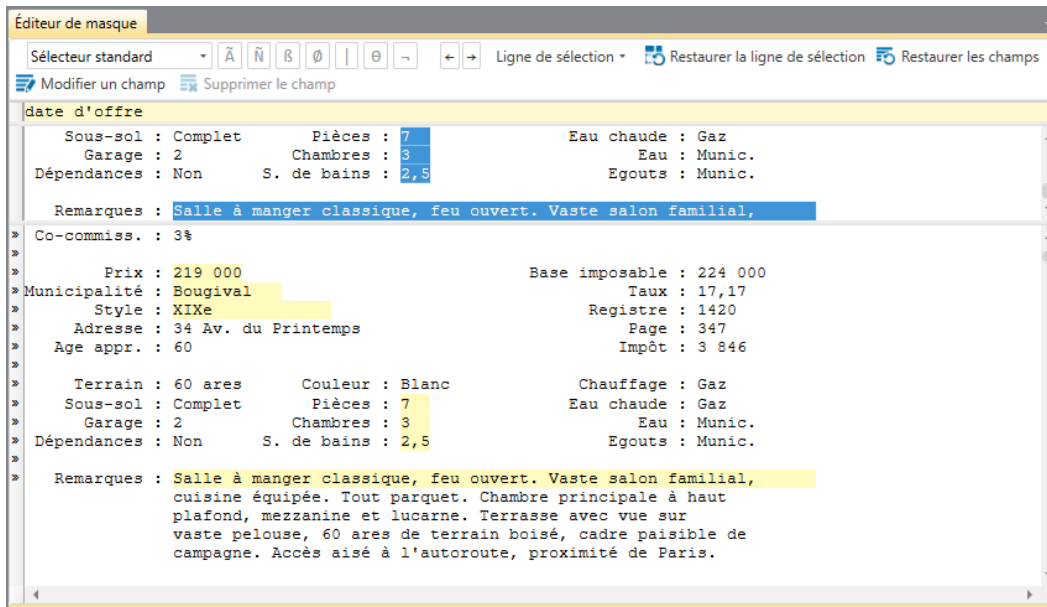 Éditeur de masque
Sélecteur standard Ã Ñ ß Ø | Θ ¬ ← → Ligne de sélection Restaurer la ligne de sélection Restaurer les champs
Modifier un champ Supprimer le champ
date d'offre
Sous-sol : Complet Pièces : 7 Eau chaude : Gaz
Garage : 2 Chambres : 3 Eau : Munic.
Dépendances : Non S. de bains : 2,5 Egouts : Munic.
Remarques : Salle à manger classique, feu ouvert. Vaste salon familial,
» Co-commiss. : 3%
»
» Prix : 219 000 Base imposable : 224 000
» Municipalité : Bougival Taux : 17,17
» Style : XIXe Registre : 1420
» Adresse : 34 Av. du Printemps Page : 347
» Age appr. : 60 Impôt : 3 846
»
» Terrain : 60 ares Couleur : Blanc Chauffage : Gaz
» Sous-sol : Complet Pièces : 7 Eau chaude : Gaz
» Garage : 2 Chambres : 3 Eau : Munic.
» Dépendances : Non S. de bains : 2,5 Egouts : Munic.
»
» Remarques : Salle à manger classique, feu ouvert. Vaste salon familial,
cuisine équipée. Tout parquet. Chambre principale à haut
plafond, mezzanine et lucarne. Terrasse avec vue sur
vaste pelouse, 60 ares de terrain boisé, cadre paisible de
campagne. Accès aisé à l'autoroute, proximité de Paris.